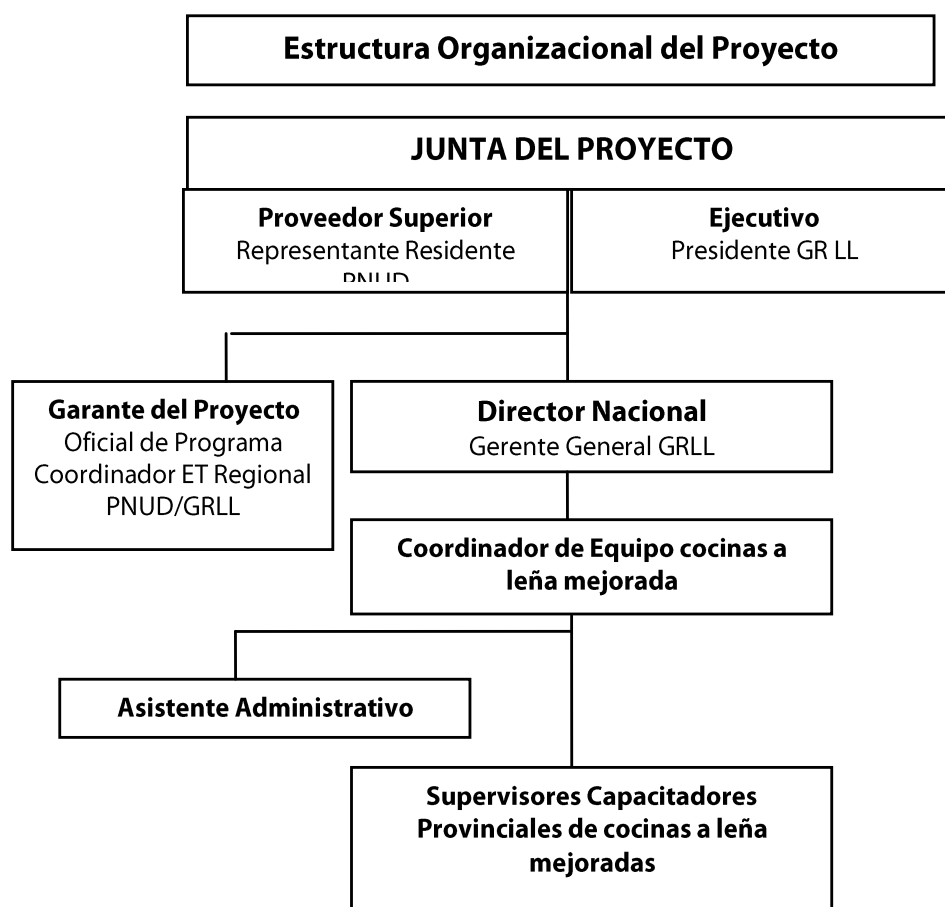 Estructura Organizacional del Proyecto
JUNTA DEL PROYECTO
Proveedor Superior
Representante Residente
PNUD
Ejecutivo
Presidente GR LL
Garante del Proyecto
Oficial de Programa
Coordinador ET Regional
PNUD/GRLL
Director Nacional
Gerente General GRLL
Coordinador de Equipo cocinas a
leña mejorada
Asistente Administrativo
Supervisores Capacitadores
Provinciales de cocinas a leña
mejoradas